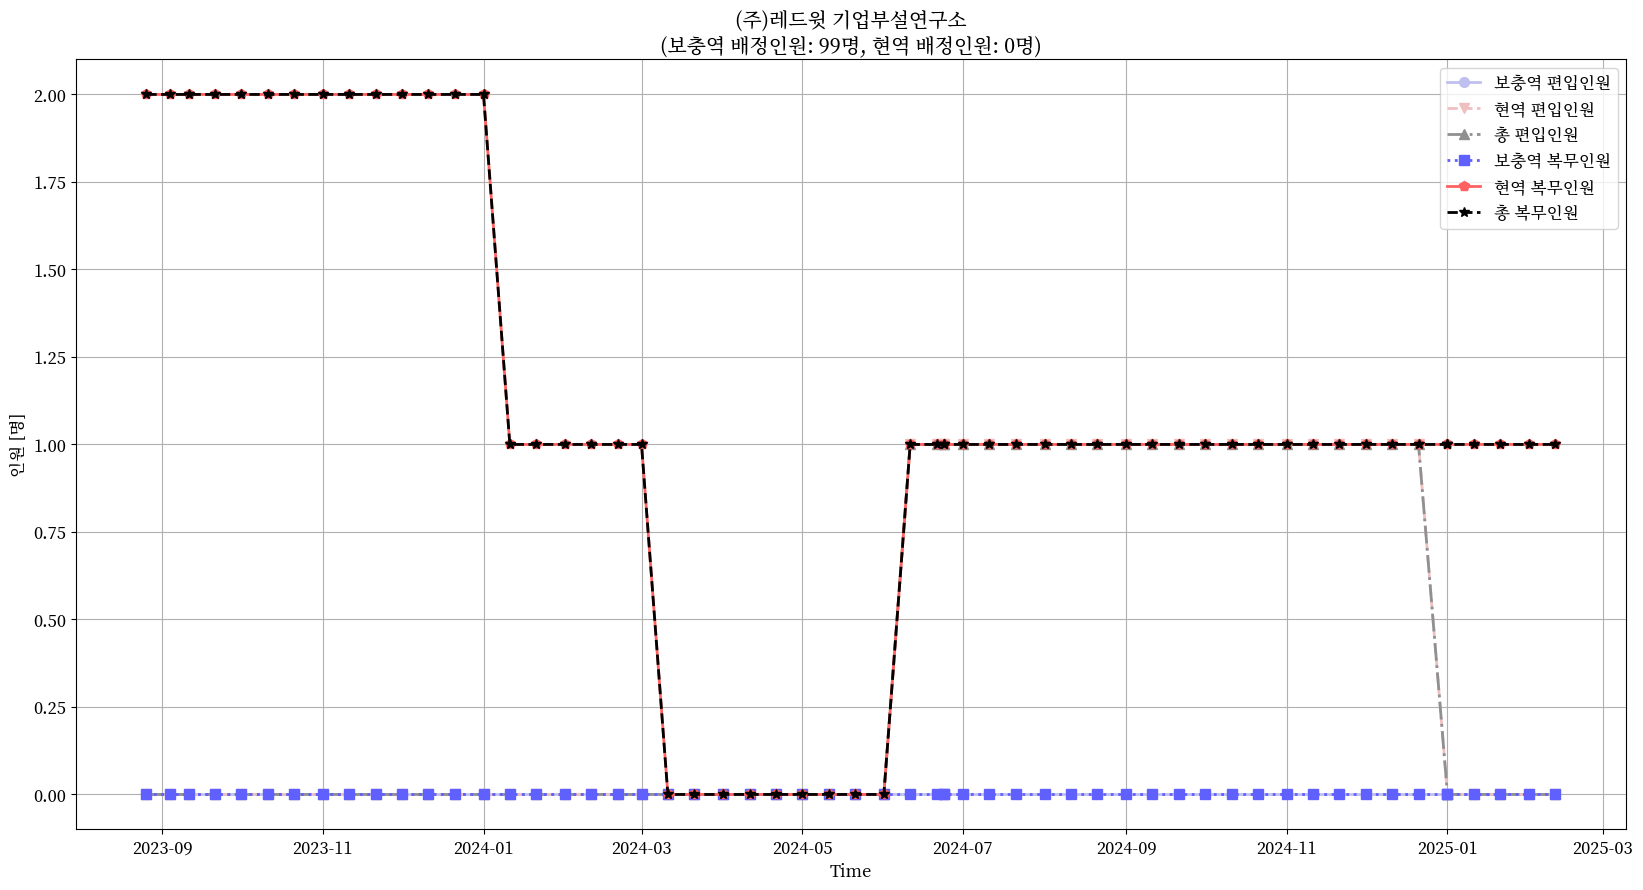 (주)레드윗 기업부설연구소
(보충역 배정인원: 99명, 현역 배정인원: 0명)
보충역 편입인원
현역 편입인원
총 편입인원
보충역 복무인원
현역 복무인원
총 복무인원
2.00
1.75
1.50
1.25
1.00
0.75
0.50
0.25
0.00
인원 [명]
2023-09 2023-11 2024-01 2024-03 2024-05 2024-07 2024-09 2024-11 2025-01 2025-03
Time